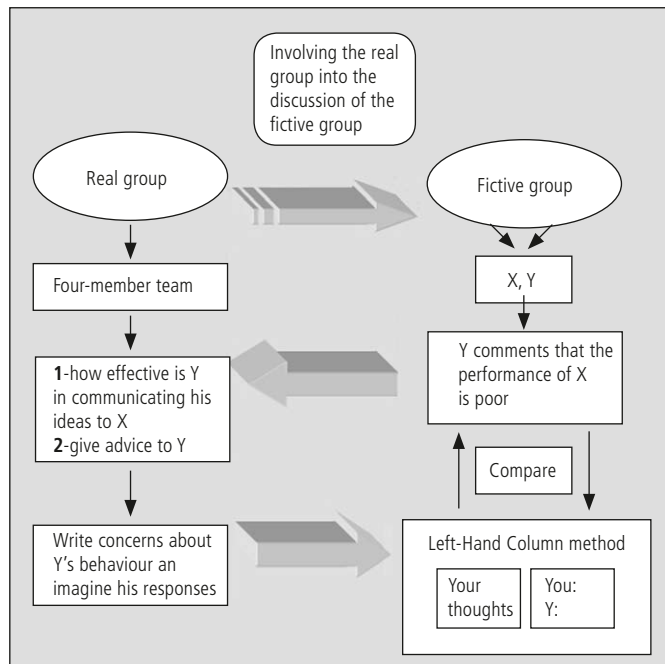 Involving the real
group into the
discussion of the
fictive group
Real group
Fictive group
Four-member team
X, Y
1-how effective is Y
in communicating his
ideas to X
2-give advice to Y
Y comments that the
performance of X
is poor
Compare
Write concerns about
Y's behaviour an
imagine his responses
Left-Hand Column method
Your
thoughts
You:
Y: